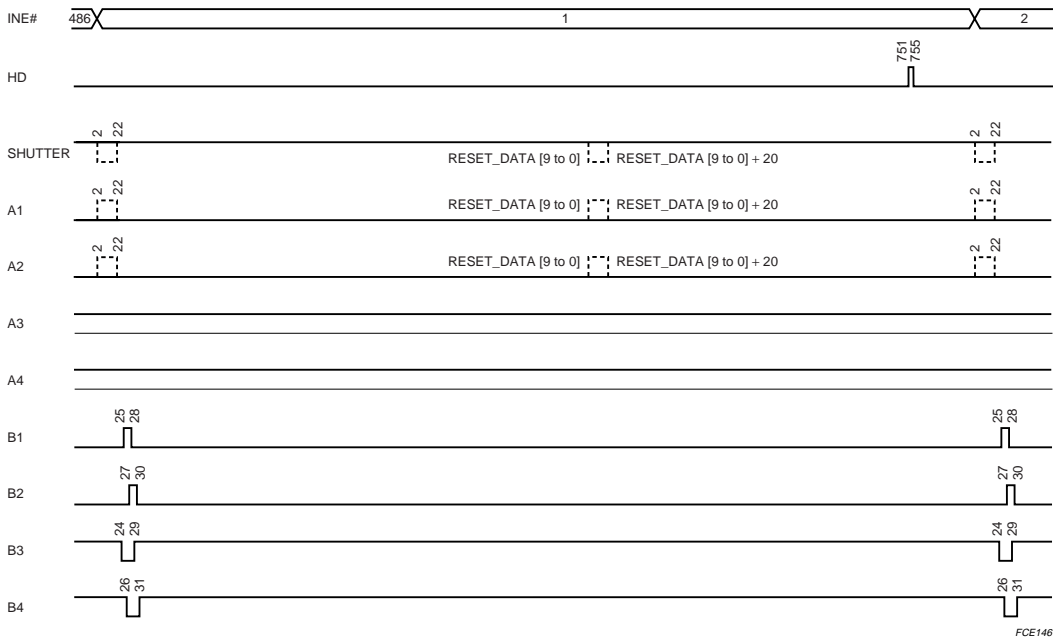 INE# 486 1 2
751 755
HD
2 22 2 22
SHUTTER RESET_DATA [9 to 0] RESET_DATA [9 to 0] + 20
2 22 2 22
A1 RESET_DATA [9 to 0] RESET_DATA [9 to 0] + 20
2 22 2 22
A2 RESET_DATA [9 to 0] RESET_DATA [9 to 0] + 20
A3
A4
25 28 25 28
B1
27 30 27 30
B2
24 29 24 29
B3
26 31 26 31
B4
FCE146